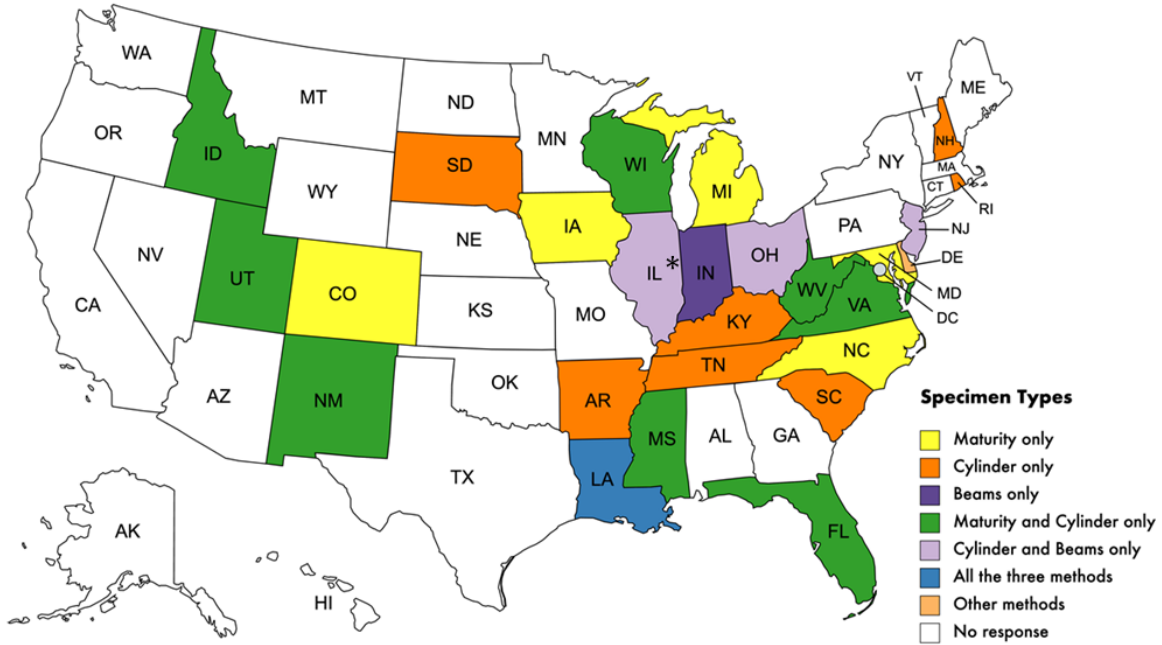 WA
MT
ND
MN
OR
ID
SD
WI
WY
MI
IA
NE
NV
UT
CO
CA
KS
MO
IL *
IN
OH
PA
NY
VT
ME
NH
MA
CT
RI
NJ
DE
MD
DC
WV
VA
KY
NC
TN
SC
AZ
NM
OK
AR
MS
AL
GA
TX
LA
FL
AK
HI
Specimen Types
Maturity only
Cylinder only
Beams only
Maturity and Cylinder only
Cylinder and Beams only
All the three methods
Other methods
No response